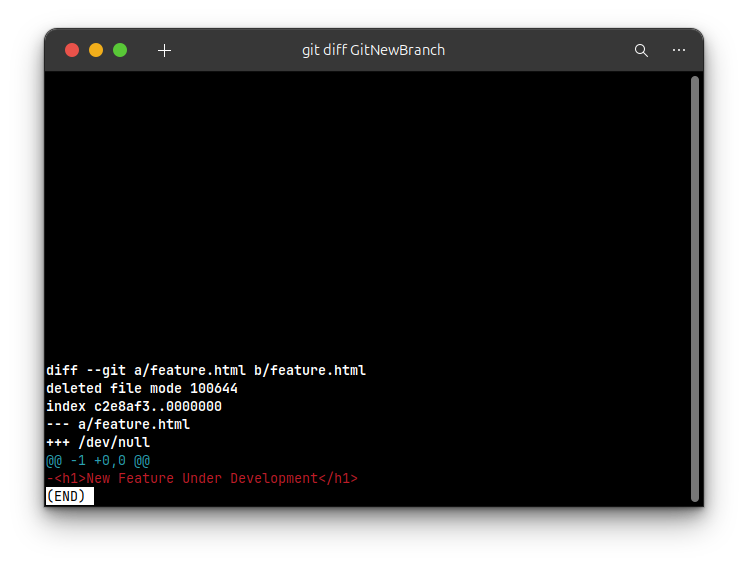 git diff GitNewBranch
diff --git a/feature.html b/feature.html
deleted file mode 100644
index c2e8af3..0000000
--- a/feature.html
+++ /dev/null
@@ -1 +0,0 @@
-<h1>New Feature Under Development</h1>
(END)